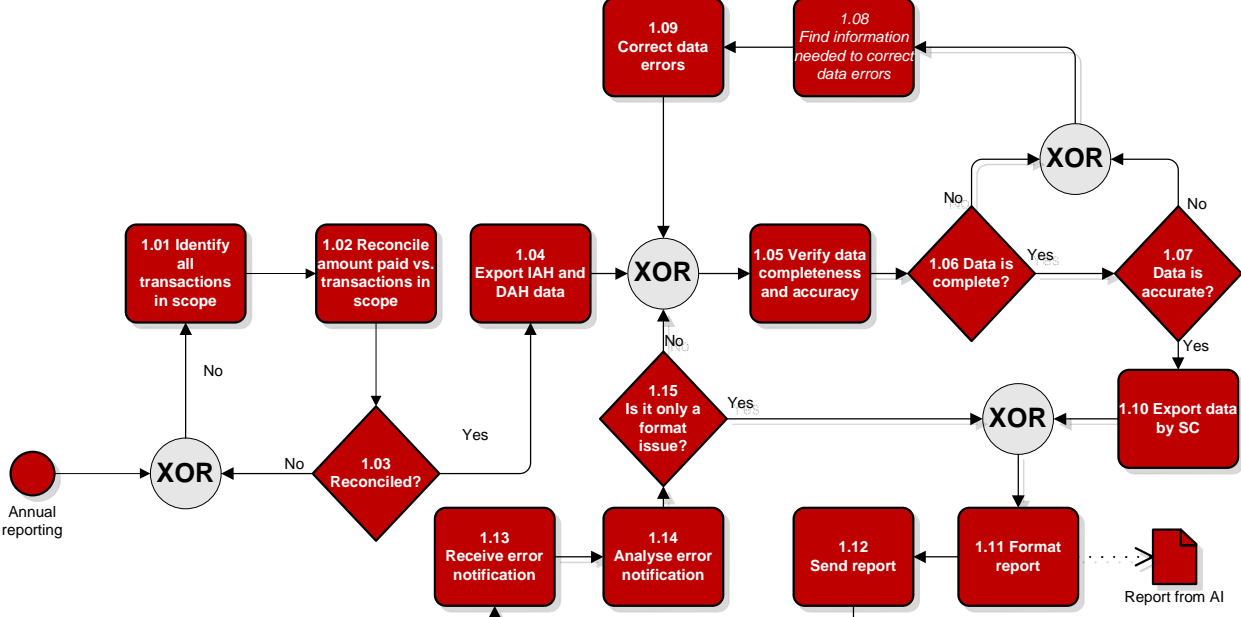 1.09
Correct data
errors
1.08
Find information
needed to correct
data errors
XOR
No
No
1.01 Identify
all
transactions
in scope
1.02 Reconcile
amount paid vs.
transactions in
scope
1.04
Export IAH and
DAH data
XOR
1.05 Verify data
completeness
and accuracy
1.06 Data is
complete?
Yes
1.07
Data is
accurate?
No
No
Yes
1.15
Is it only a
format
issue?
Yes
XOR
1.10 Export data
by SC
Yes
Annual
reporting
XOR
No
1.03
Reconciled?
1.13
Receive error
notification
1.14
Analyse error
notification
1.12
Send report
1.11 Format
report
Report from AI